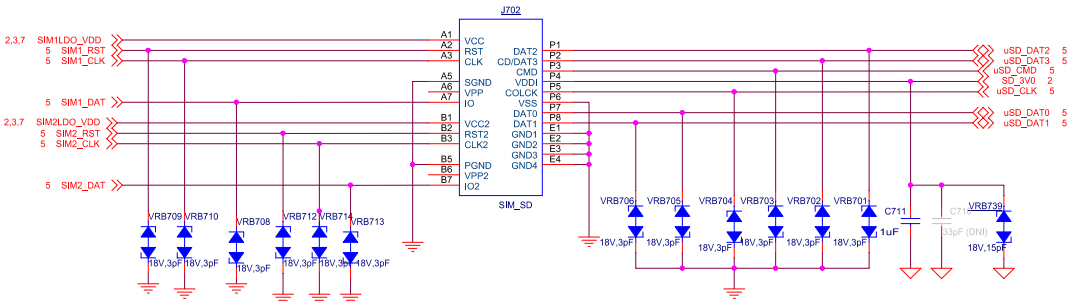 J702
2,3,7 SIM1LDO_VDD A1 VCC
5 SIM1_RST A2 RST DAT2 P1 uSD_DAT2 5
5 SIM1_CLK A3 CLK CD/DAT3 P2 uSD_DAT3 5
CMD P3 uSD_CMD 5
A5 SGND VDDI P4 SD_3V0 2
A6 VPP COLCK P5 uSD_CLK 5
5 SIM1_DAT A7 IO VSS P6
DAT0 P7 uSD_DAT0 5
2,3,7 SIM2LDO_VDD B1 VCC2 DAT1 P8 uSD_DAT1 5
5 SIM2_RST B2 RST2 GND1 E1
5 SIM2_CLK B3 CLK2 GND2 E2
GND3 E3
B5 PGND GND4 E4
B6 VPP2
5 SIM2_DAT B7 IO2
SIM_SD
VRB709 VRB710 VRB708 VRB712 VRB714 VRB713 VRB706 VRB705 VRB704 VRB703 VRB702 VRB701 C711 VRB739
1uF 33pF (DNI)
18V,3pF 18V,3pF 18V,3pF 18V,3pF 18V,3pF 18V,3pF 18V,3pF 18V,3pF 18V,3pF 18V,3pF 18V,3pF 18V,3pF 18V,15pF